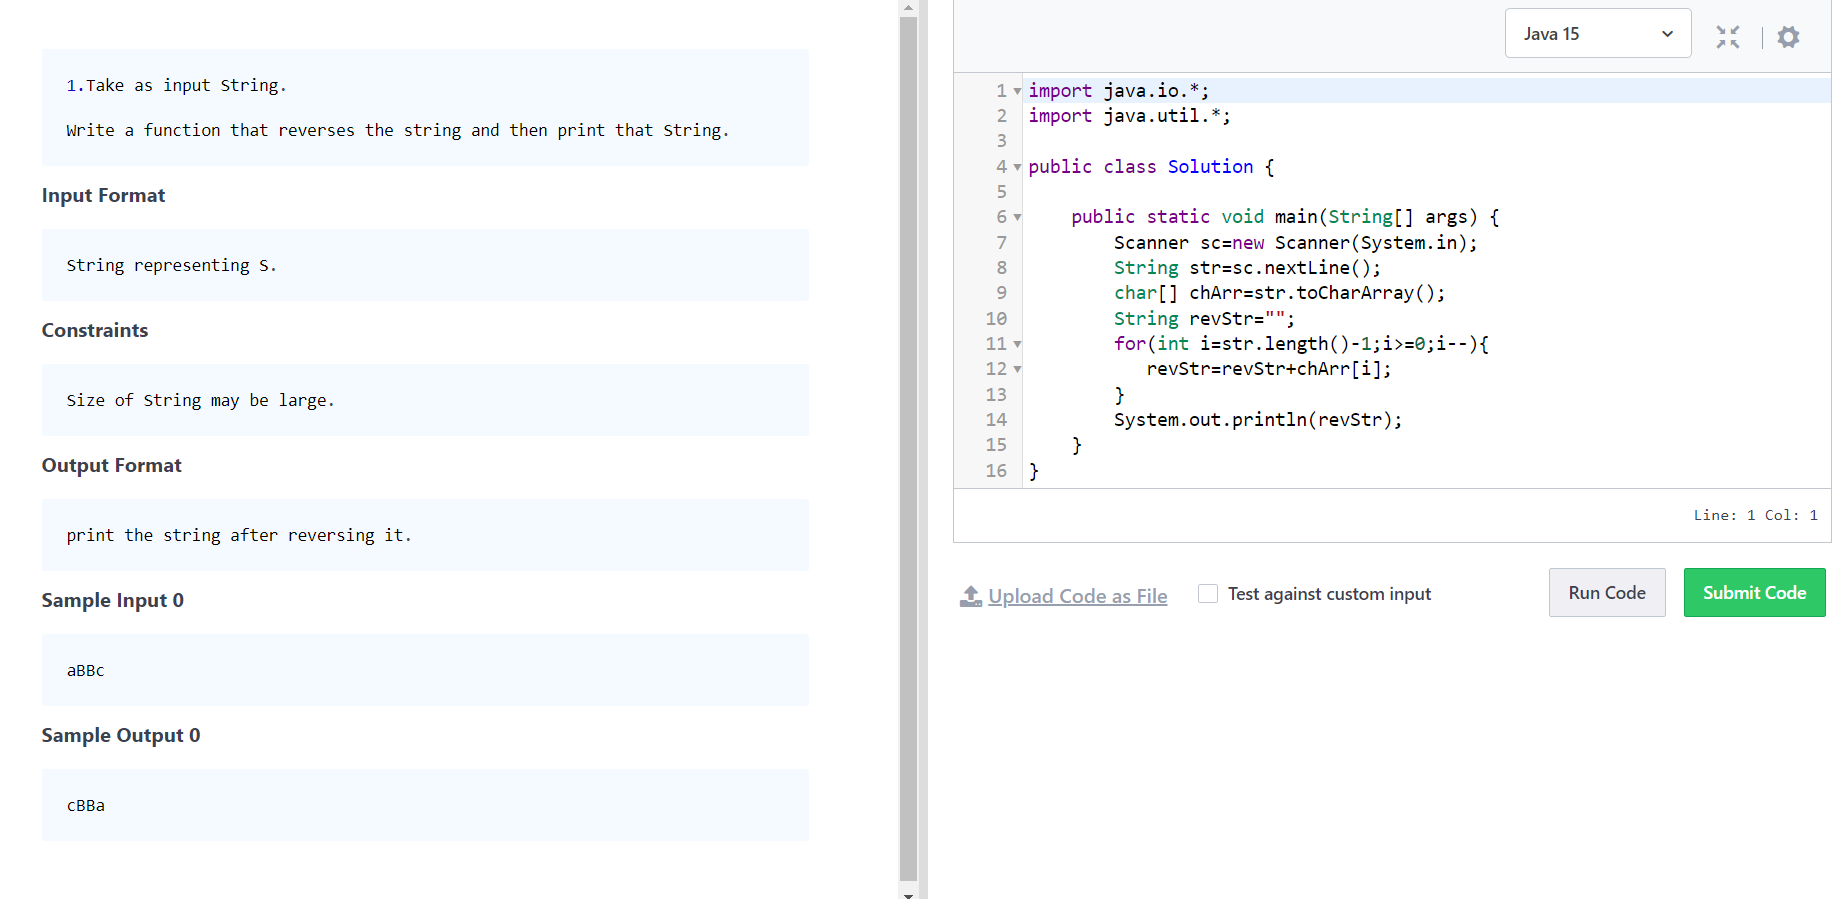 1.Take as input String.
Write a function that reverses the string and then print that String.
Input Format
String representing S.
Constraints
Size of String may be large.
Output Format
print the string after reversing it.
Sample Input 0
aBBc
Sample Output 0
cBBa
Java 15
1 import java.io.*;
2 import java.util.*;
3
4 public class Solution {
5
6     public static void main(String[] args) {
7         Scanner sc=new Scanner(System.in);
8         String str=sc.nextLine();
9         char[] chArr=str.toCharArray();
10         String revStr="";
11         for(int i=str.length()-1;i>=0;i--){
12            revStr=revStr+chArr[i];
13         }
14         System.out.println(revStr);
15     }
16 }
Line: 1 Col: 1
Upload Code as File
Test against custom input
Run Code
Submit Code